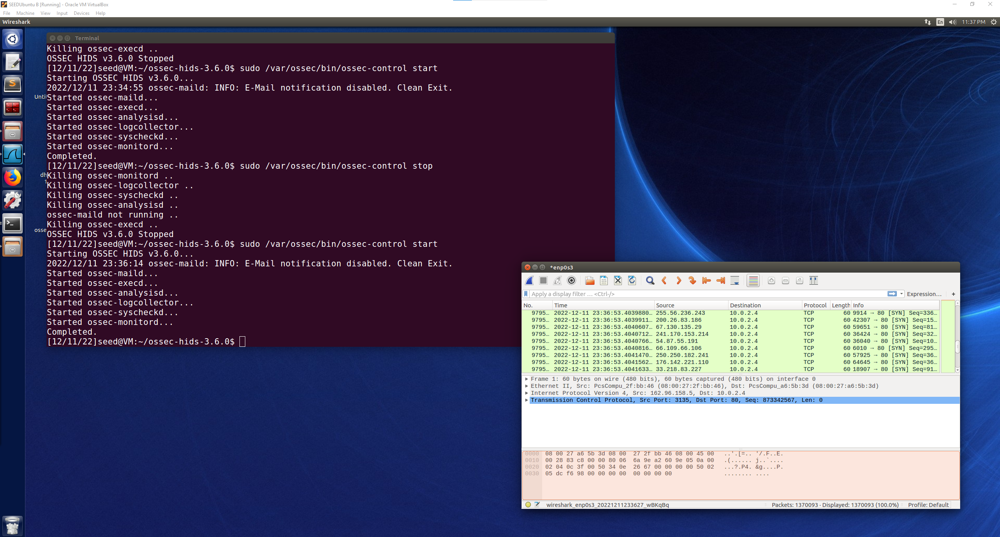 SEEDUbuntu B [Running] - Oracle VM VirtualBox
File Machine View Input Devices Help
Wireshark
En 11:37 PM
Terminal
Killing ossec-execd ..
OSSEC HIDS v3.6.0 Stopped
[12/11/22]seed@VM:~/ossec-hids-3.6.0$ sudo /var/ossec/bin/ossec-control start
Starting OSSEC HIDS v3.6.0...
2022/12/11 23:34:55 ossec-maild: INFO: E-Mail notification disabled. Clean Exit.
Started ossec-maild...
Started ossec-execd...
Started ossec-analysisd...
Started ossec-logcollector...
Started ossec-syscheckd...
Started ossec-monitord...
Completed.
[12/11/22]seed@VM:~/ossec-hids-3.6.0$ sudo /var/ossec/bin/ossec-control stop
Killing ossec-monitord ..
Killing ossec-logcollector ..
Killing ossec-syscheckd ..
Killing ossec-analysisd ..
ossec-maild not running ..
Killing ossec-execd ..
OSSEC HIDS v3.6.0 Stopped
[12/11/22]seed@VM:~/ossec-hids-3.6.0$ sudo /var/ossec/bin/ossec-control start
Starting OSSEC HIDS v3.6.0...
2022/12/11 23:36:14 ossec-maild: INFO: E-Mail notification disabled. Clean Exit.
Started ossec-maild...
Started ossec-execd...
Started ossec-analysisd...
Started ossec-logcollector...
Started ossec-syscheckd...
Started ossec-monitord...
Completed.
[12/11/22]seed@VM:~/ossec-hids-3.6.0$
Until
dh
1
osse
*enp0s3
Apply a display filter ... <Ctrl-/> Expression... +
No. Time Source Destination Protocol Length Info
9795... 2022-12-11 23:36:53.4039880... 255.56.236.243 10.0.2.4 TCP 60 9914 → 80 [SYN] Seq=336...
9795... 2022-12-11 23:36:53.4039911... 200.26.83.186 10.0.2.4 TCP 60 42307 → 80 [SYN] Seq=15...
9795... 2022-12-11 23:36:53.4040607... 67.130.135.29 10.0.2.4 TCP 60 59651 → 80 [SYN] Seq=81...
9795... 2022-12-11 23:36:53.4040712... 241.170.153.214 10.0.2.4 TCP 60 36424 → 80 [SYN] Seq=32...
9795... 2022-12-11 23:36:53.4040766... 54.87.55.191 10.0.2.4 TCP 60 36040 → 80 [SYN] Seq=10...
9795... 2022-12-11 23:36:53.4040816... 66.109.66.106 10.0.2.4 TCP 60 6010 → 80 [SYN] Seq=295...
9795... 2022-12-11 23:36:53.4041470... 250.250.182.241 10.0.2.4 TCP 60 57925 → 80 [SYN] Seq=36...
9795... 2022-12-11 23:36:53.4041562... 176.142.221.110 10.0.2.4 TCP 60 64645 → 80 [SYN] Seq=36...
9795... 2022-12-11 23:36:53.4041633... 33.218.83.227 10.0.2.4 TCP 60 18907 → 80 [SYN] Seq=91...
Frame 1: 60 bytes on wire (480 bits), 60 bytes captured (480 bits) on interface 0
Ethernet II, Src: PcsCompu_2f:bb:46 (08:00:27:2f:bb:46), Dst: PcsCompu_a6:5b:3d (08:00:27:a6:5b:3d)
Internet Protocol Version 4, Src: 162.96.158.5, Dst: 10.0.2.4
Transmission Control Protocol, Src Port: 3135, Dst Port: 80, Seq: 873342567, Len: 0
0000 08 00 27 a6 5b 3d 08 00 27 2f bb 46 08 00 45 00 ..'.[=.. '/.F..E.
0010 00 28 83 c8 00 00 80 06 6a 9e a2 60 9e 05 0a 00 .(...... j..`....
0020 02 04 0c 3f 00 50 34 0e 26 67 00 00 00 00 50 02 ...?.P4. &g....P.
0030 05 dc f6 98 00 00 00 00 00 00 00 00 ........ ....
wireshark_enp0s3_20221211233627_wBKqBq Packets: 1370093 · Displayed: 1370093 (100.0%) Profile: Default